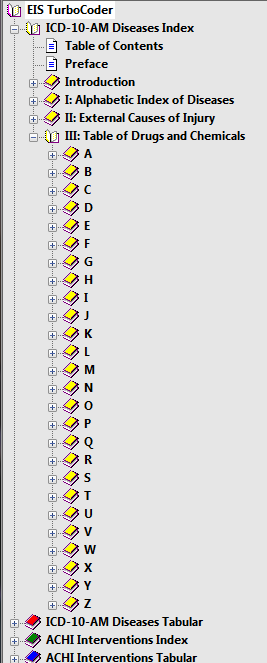 EIS TurboCoder
ICD-10-AM Diseases Index
Table of Contents
Preface
Introduction
I: Alphabetic Index of Diseases
II: External Causes of Injury
III: Table of Drugs and Chemicals
A
B
C
D
E
F
G
H
I
J
K
L
M
N
O
P
Q
R
S
T
U
V
W
X
Y
Z
ICD-10-AM Diseases Tabular
ACHI Interventions Index
ACHI Interventions Tabular